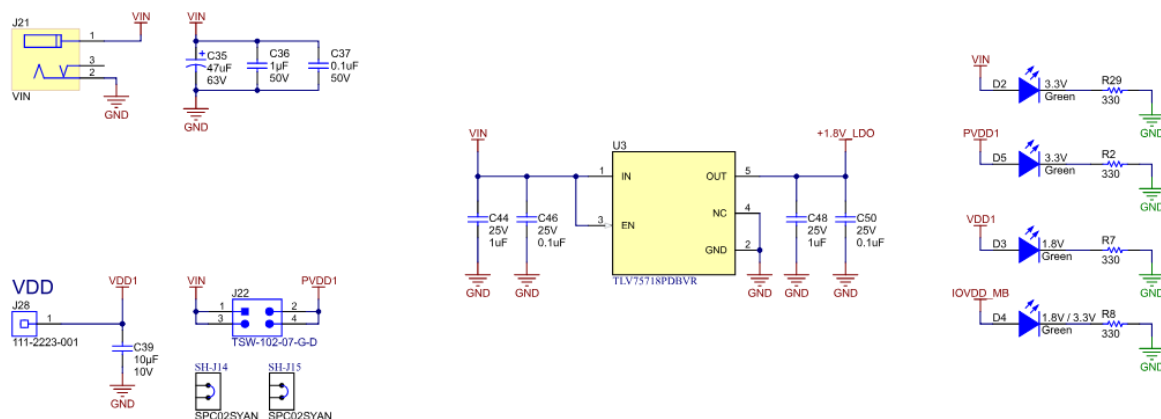 J21
1
3
2
VIN
VIN
GND
VIN
C35
47uF
63V
C36
1µF
50V
C37
0.1uF
50V
GND
VIN
C44
25V
1uF
C46
25V
0.1uF
GND
GND
U3
1
IN
OUT
5
3
EN
NC
4
GND
2
TLV75718PDBVR
GND
+1.8V_LDO
C48
25V
1uF
C50
25V
0.1uF
GND
GND
VIN
D2
3.3V
Green
R29
330
GND
PVDD1
D5
3.3V
Green
R2
330
GND
VDD1
D3
1.8V
Green
R7
330
GND
IOVDD_MB
D4
1.8V / 3.3V
Green
R8
330
GND
VDD
J28
1
111-2223-001
VDD1
C39
10µF
10V
GND
VIN
J22
PVDD1
1
2
3
4
TSW-102-07-G-D
SH-J14
SPC02SYAN
SH-J15
SPC02SYAN